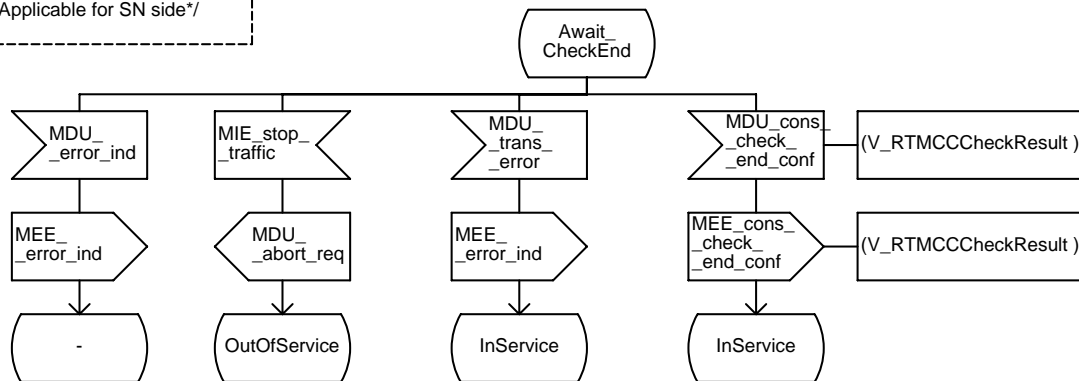 Applicable for SN side*/
Await_
CheckEnd
MDU_
_error_ind
MIE_stop_
_traffic
MDU_
_trans_
_error
MDU_cons_
_check_
_end_conf
(V_RTMCCCheckResult )
MEE_
_error_ind
MDU_
_abort_req
MEE_
_error_ind
MEE_cons_
_check_
_end_conf
(V_RTMCCCheckResult )
-
OutOfService
InService
InService